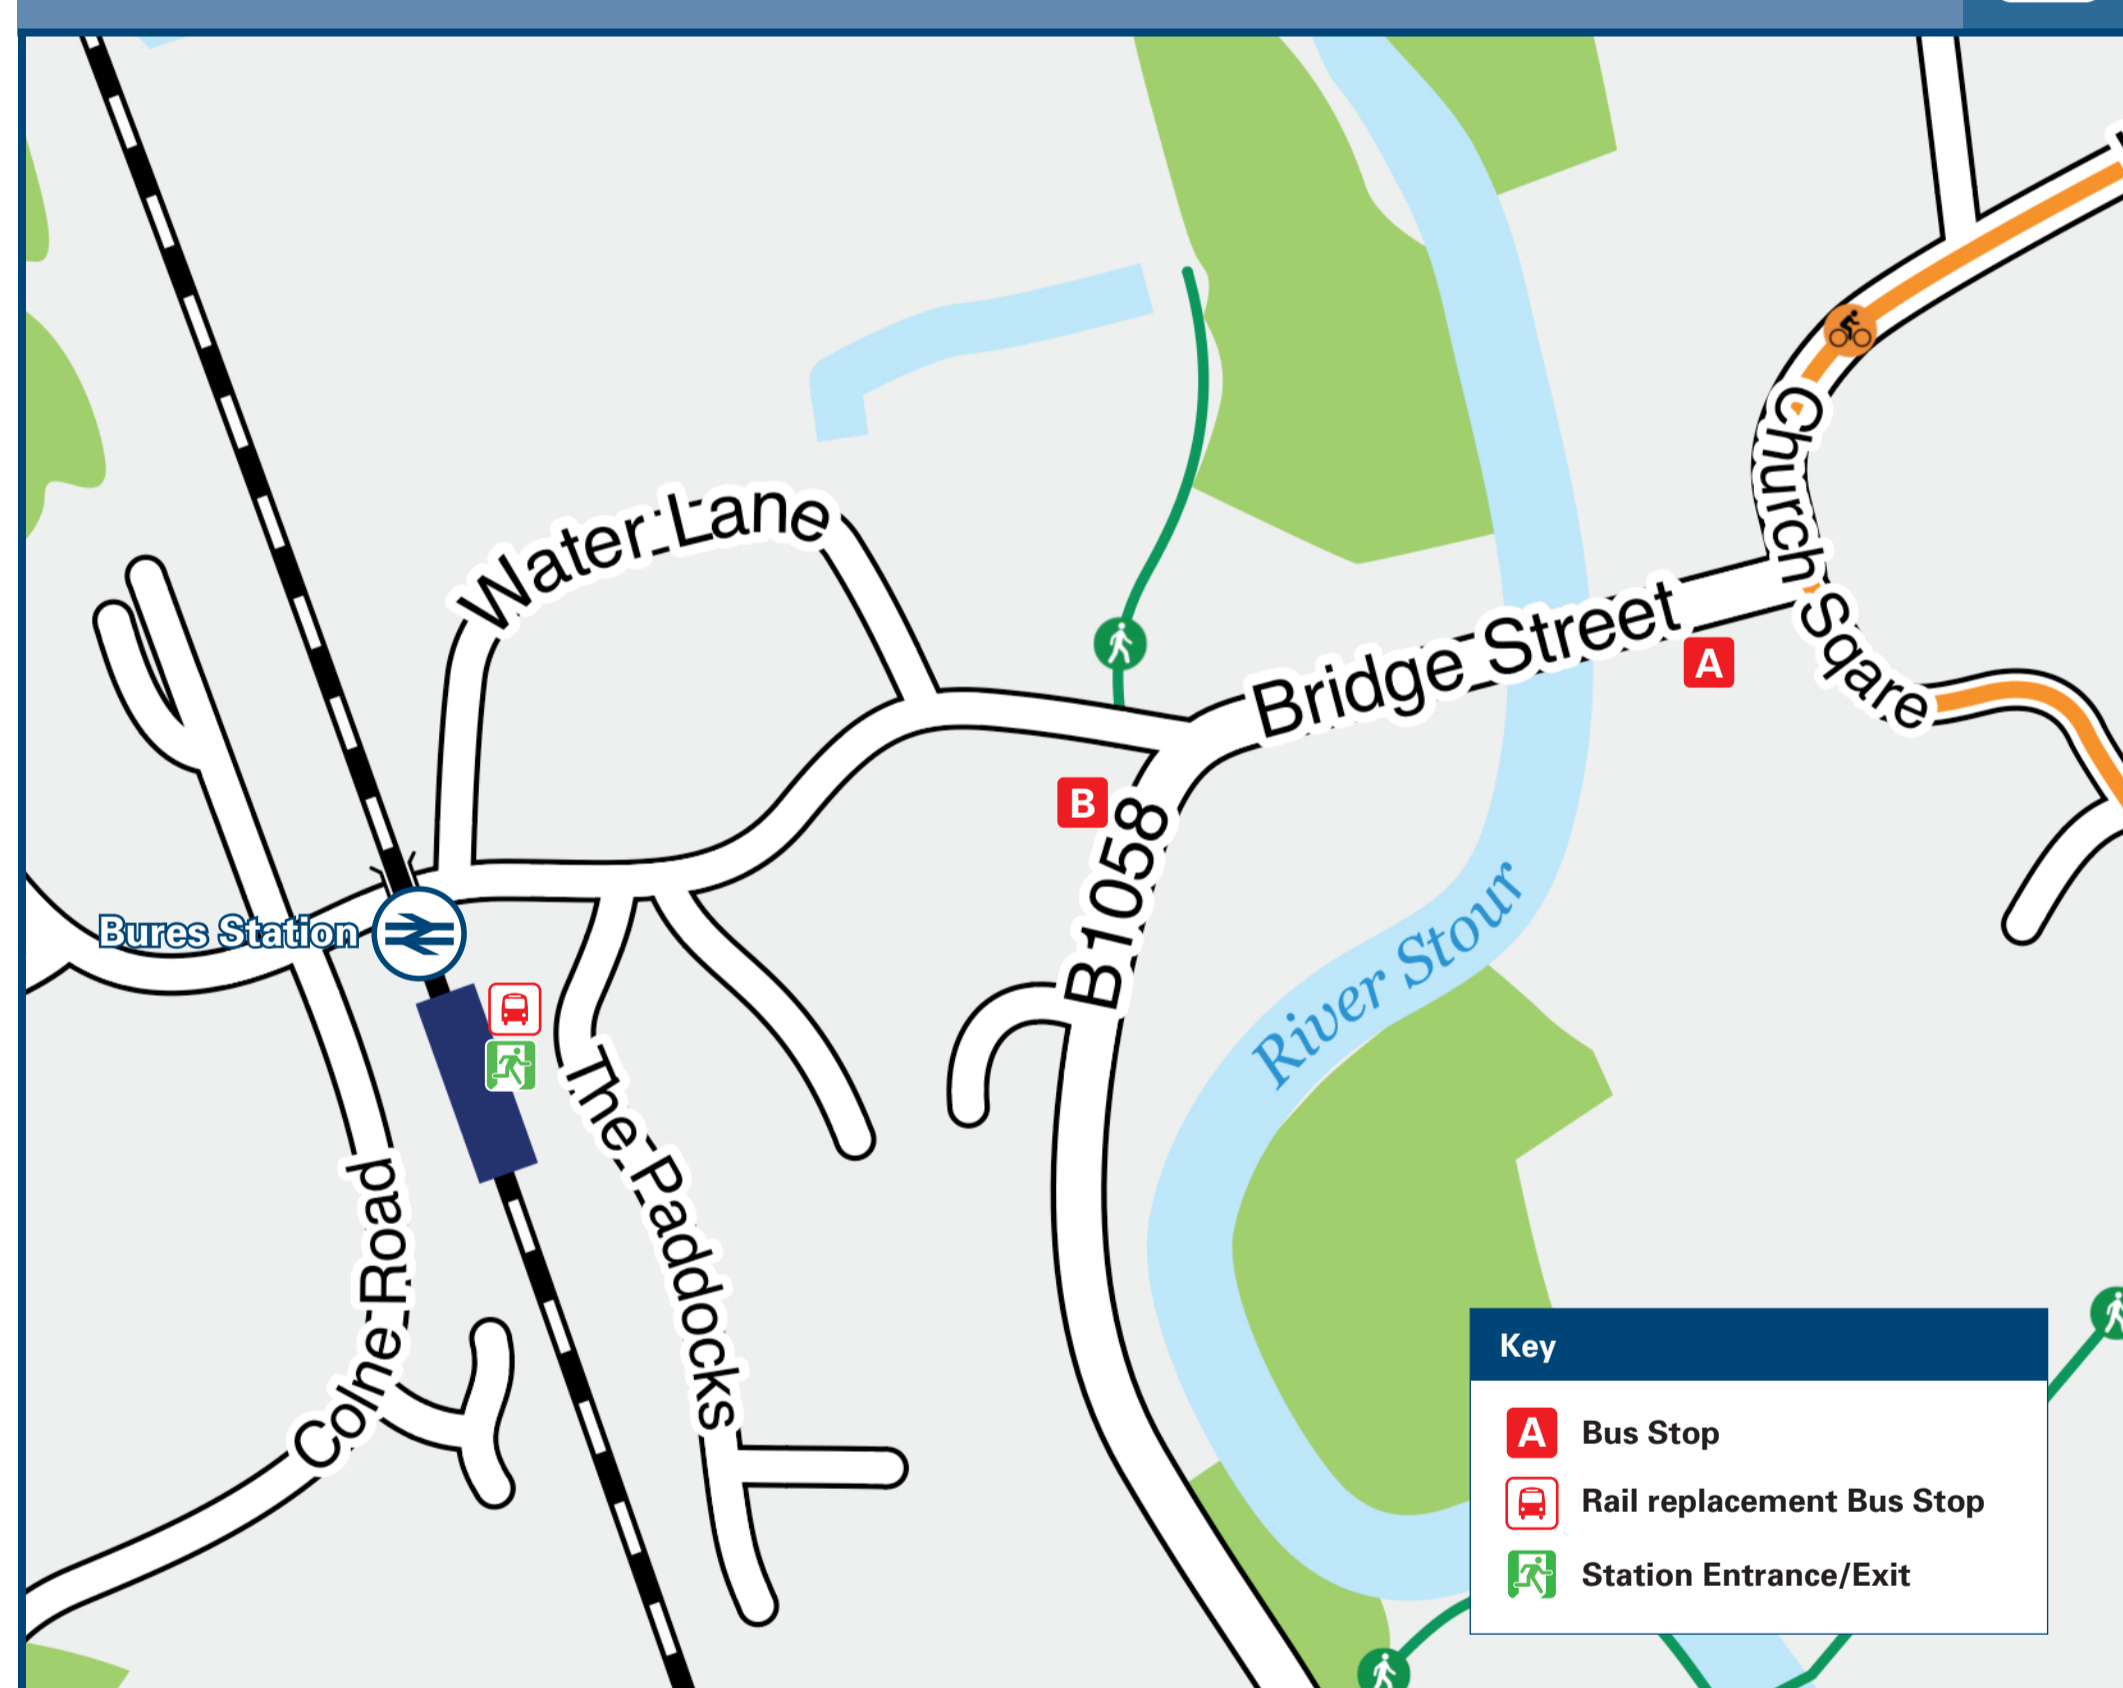 Water Lane
Church Sqare
Bridge Street
A
B
B1058
Bures Station
River Stour
The Paddocks
Colne Road
Key
A Bus Stop
Rail replacement Bus Stop
Station Entrance/Exit